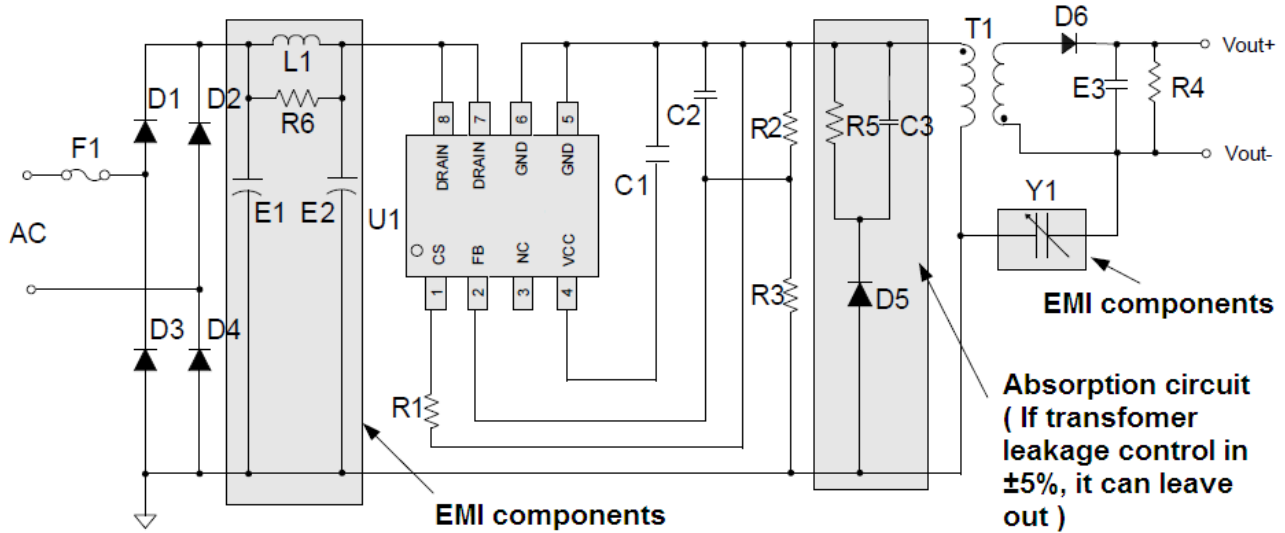 T1
D6
Vout+
L1
D1
D2
R6
E3
R4
F1
8
7
6
5
C2
R2
R5
C3
DRAIN
DRAIN
GND
GND
Vout-
C1
E1
E2
U1
Y1
AC
CS
FB
NC
VCC
1
2
3
4
R3
D5
EMI components
D3
D4
R1
Absorption circuit
( If transfomer
leakage control in
±5%, it can leave
out )
EMI components